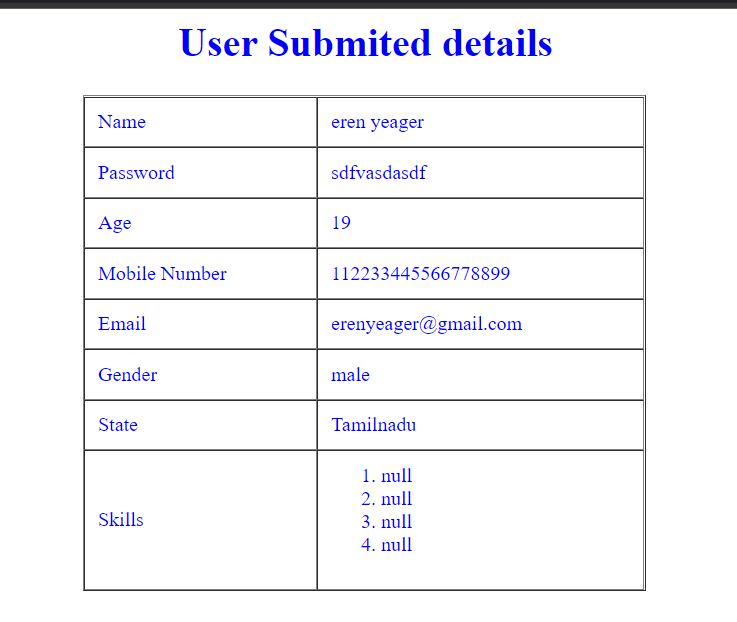 User Submited details
Name eren yeager
Password sdfvasdasdf
Age 19
Mobile Number 112233445566778899
Email erenyeager@gmail.com
Gender male
State Tamilnadu
Skills
1. null
2. null
3. null
4. null